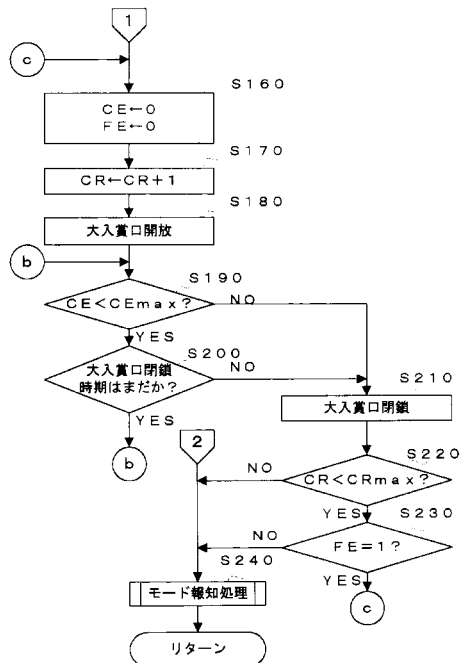 1
c
S160
CE←0
FE←0
S170
CR←CR+1
S180
大入賞口開放
b
S190
CE<CEmax?
NO
YES
S200
大入賞口閉鎖
時期はまだか?
NO
YES
b
S210
大入賞口閉鎖
2
S220
CR<CRmax?
NO
YES
S230
FE=1?
NO
YES
c
S240
モード報知処理
リターン